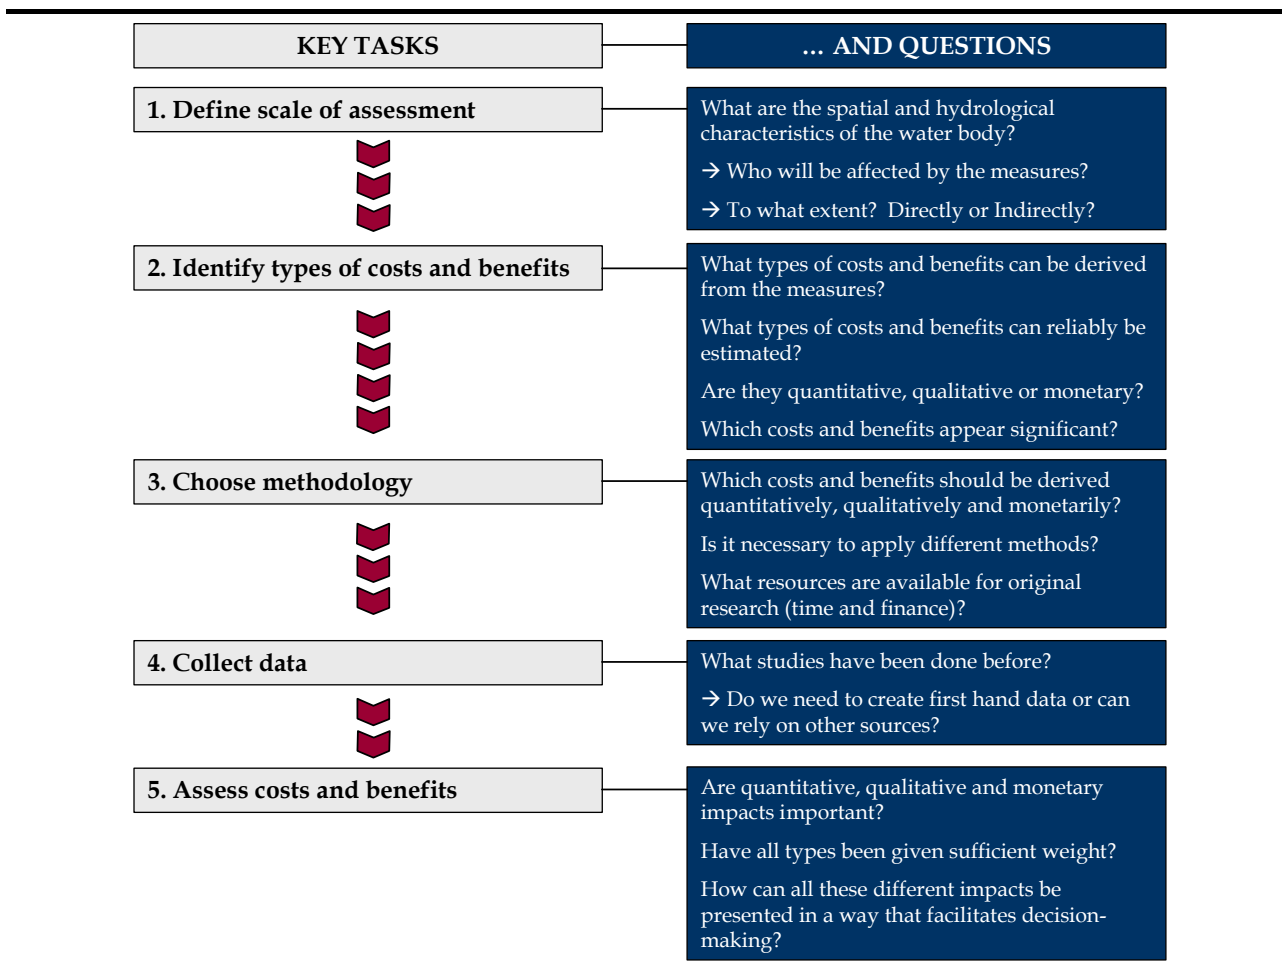 KEY TASKS
... AND QUESTIONS
1. Define scale of assessment
What are the spatial and hydrological
characteristics of the water body?
→ Who will be affected by the measures?
→ To what extent?  Directly or Indirectly?
2. Identify types of costs and benefits
What types of costs and benefits can be derived
from the measures?
What types of costs and benefits can reliably be
estimated?
Are they quantitative, qualitative or monetary?
Which costs and benefits appear significant?
3. Choose methodology
Which costs and benefits should be derived
quantitatively, qualitatively and monetarily?
Is it necessary to apply different methods?
What resources are available for original
research (time and finance)?
4. Collect data
What studies have been done before?
→ Do we need to create first hand data or can
we rely on other sources?
5. Assess costs and benefits
Are quantitative, qualitative and monetary
impacts important?
Have all types been given sufficient weight?
How can all these different impacts be
presented in a way that facilitates decision-
making?